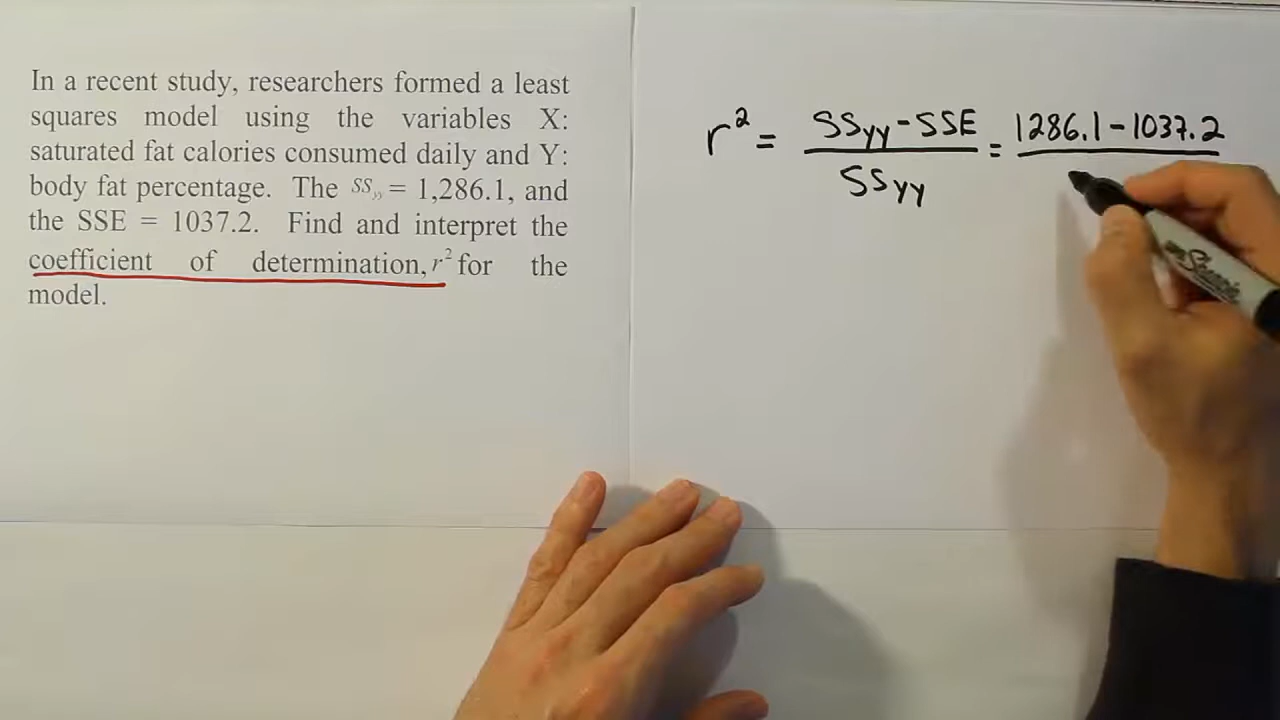 In a recent study, researchers formed a least
squares model using the variables X:
saturated fat calories consumed daily and Y:
body fat percentage. The SSyy = 1,286.1, and
the SSE = 1037.2. Find and interpret the
coefficient of determination, r² for the
model.
r² = SSyy - SSE = 1286.1 - 1037.2
SSyy
Sharpie